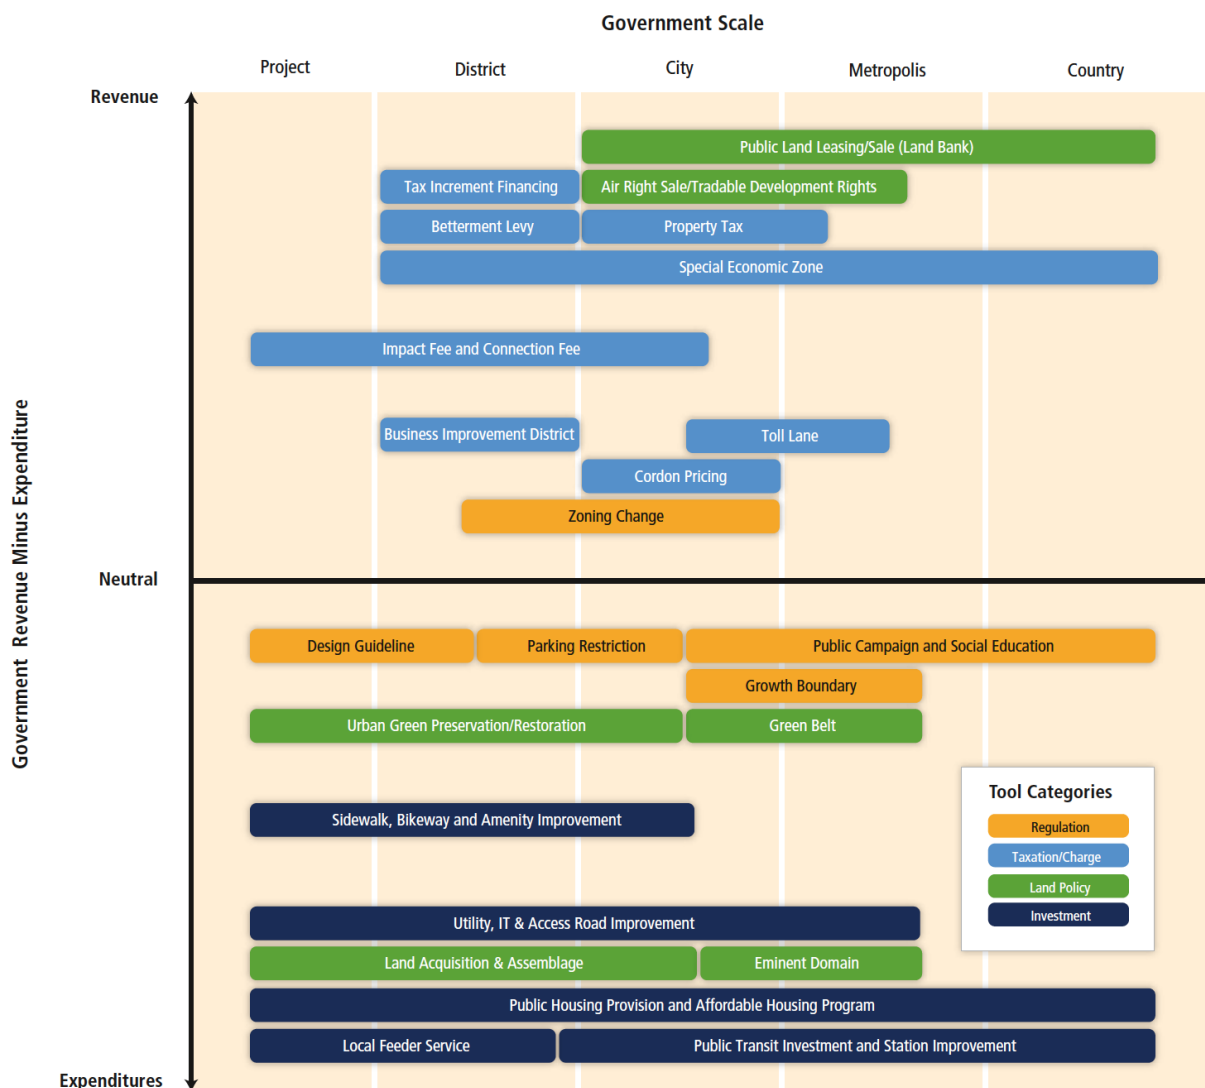 Government Scale
Project
District
City
Metropolis
Country
Revenue
Public Land Leasing/Sale (Land Bank)
Tax Increment Financing
Air Right Sale/Tradable Development Rights
Betterment Levy
Property Tax
Special Economic Zone
Impact Fee and Connection Fee
Business Improvement District
Toll Lane
Cordon Pricing
Zoning Change
Government Revenue Minus Expenditure
Neutral
Design Guideline
Parking Restriction
Public Campaign and Social Education
Growth Boundary
Urban Green Preservation/Restoration
Green Belt
Tool Categories
Regulation
Taxation/Charge
Land Policy
Investment
Sidewalk, Bikeway and Amenity Improvement
Utility, IT & Access Road Improvement
Land Acquisition & Assemblage
Eminent Domain
Public Housing Provision and Affordable Housing Program
Local Feeder Service
Public Transit Investment and Station Improvement
Expenditures